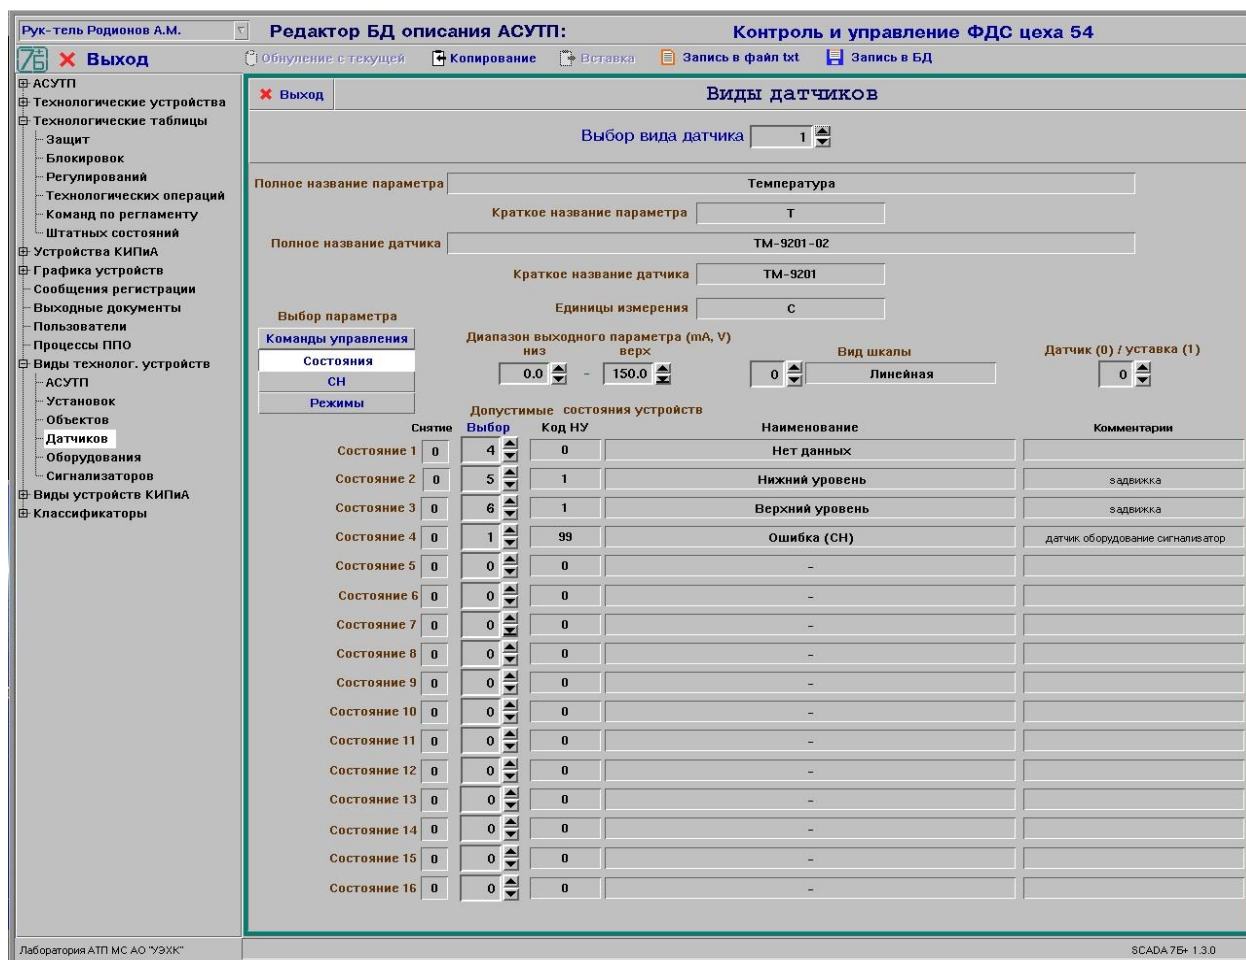 Рук-тель Родионов А.М. Редактор БД описания АСУТП: Контроль и управление ФДС цеха 54
7Б Выход Обнуление с текущей Копирование Вставка Запись в файл txt Запись в БД
АСУТП
Технологические устройства
Технологические таблицы
Защит
Блокировок
Регулирований
Технологических операций
Команд по регламенту
Штатных состояний
Устройства КИПиА
Графика устройств
Сообщения регистрации
Выходные документы
Пользователи
Процессы ППО
Виды технолог. устройств
АСУТП
Установок
Объектов
Датчиков
Оборудования
Сигнализаторов
Виды устройств КИПиА
Классификаторы
Выход Виды датчиков
Выбор вида датчика 1
Полное название параметра Температура
Краткое название параметра Т
Полное название датчика ТМ-9201-02
Краткое название датчика ТМ-9201
Единицы измерения С
Выбор параметра
Команды управления
Состояния
СН
Режимы
Диапазон выходного параметра (mA, V)
низ верх Вид шкалы Датчик (0) / уставка (1)
0.0 - 150.0 0 Линейная 0
Допустимые состояния устройств
Снятие Выбор Код НУ Наименование Комментарии
Состояние 1 0 4 0 Нет данных
Состояние 2 0 5 1 Нижний уровень задвижка
Состояние 3 0 6 1 Верхний уровень задвижка
Состояние 4 0 1 99 Ошибка (СН) датчик оборудование сигнализатор
Состояние 5 0 0 0 -
Состояние 6 0 0 0 -
Состояние 7 0 0 0 -
Состояние 8 0 0 0 -
Состояние 9 0 0 0 -
Состояние 10 0 0 0 -
Состояние 11 0 0 0 -
Состояние 12 0 0 0 -
Состояние 13 0 0 0 -
Состояние 14 0 0 0 -
Состояние 15 0 0 0 -
Состояние 16 0 0 0 -
Лаборатория АТП МС АО "УЭХК" SCADA 7Б+ 1.3.0